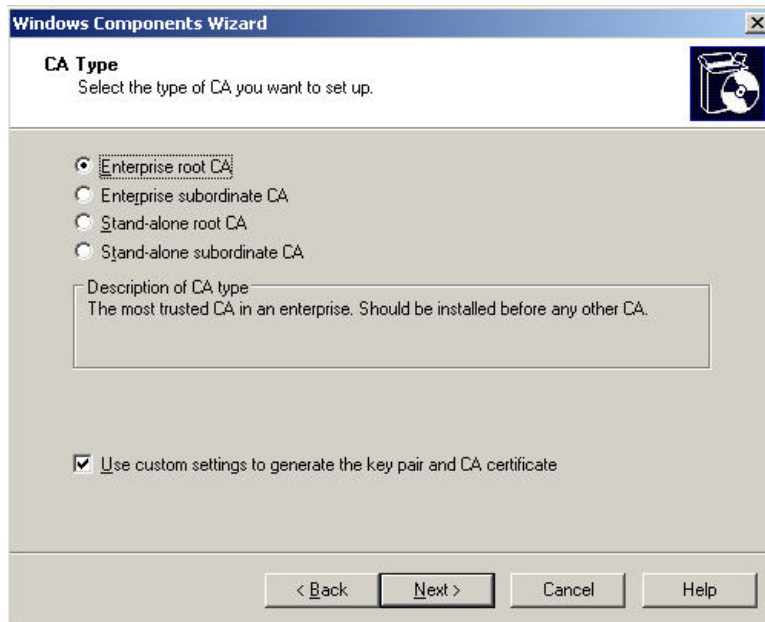 Windows Components Wizard
CA Type
Select the type of CA you want to set up.
Enterprise root CA
Enterprise subordinate CA
Stand-alone root CA
Stand-alone subordinate CA
Description of CA type
The most trusted CA in an enterprise. Should be installed before any other CA.
Use custom settings to generate the key pair and CA certificate
< Back Next > Cancel Help